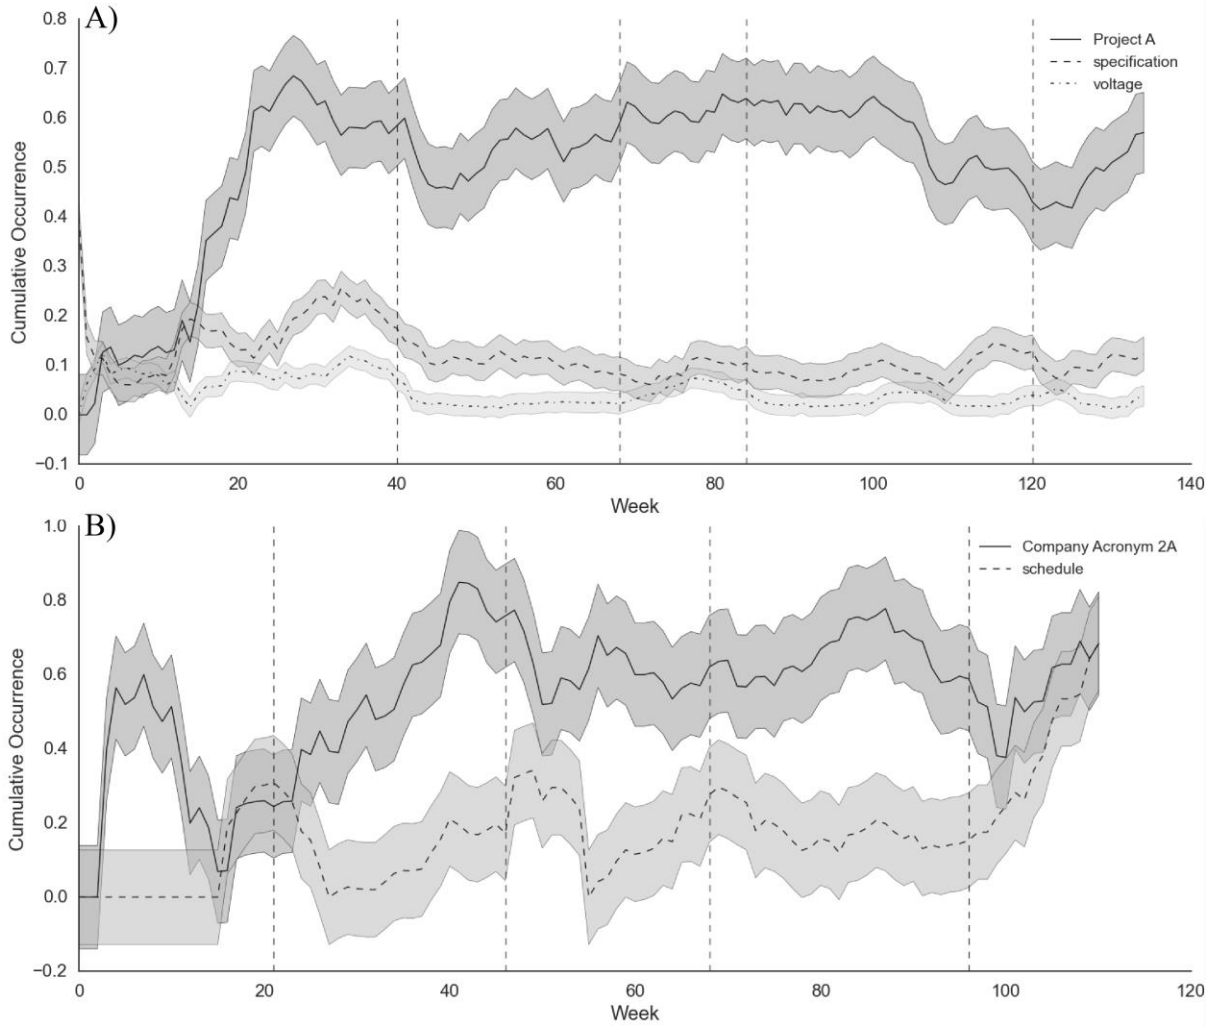 A)
0.8
0.7
0.6
0.5
0.4
0.3
0.2
0.1
0.0
−0.1
Cumulative Occurrence
Project A
specification
voltage
0 20 40 60 80 100 120 140
Week
B)
1.0
0.8
0.6
0.4
0.2
0.0
−0.2
Cumulative Occurrence
Company Acronym 2A
schedule
0 20 40 60 80 100 120
Week